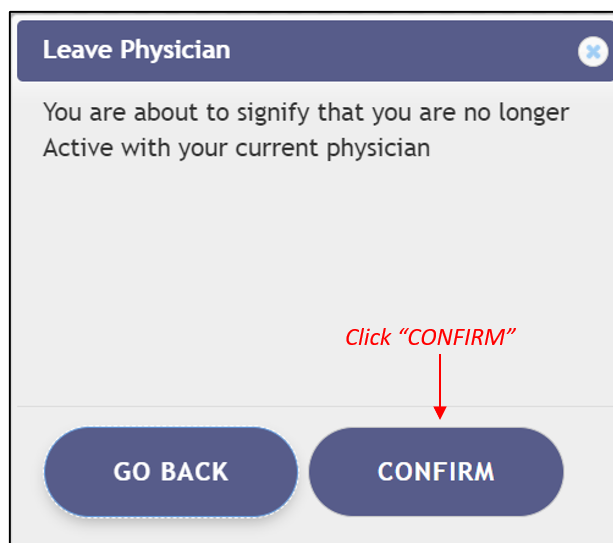 Leave Physician
You are about to signify that you are no longer
Active with your current physician
Click “CONFIRM”
GO BACK
CONFIRM